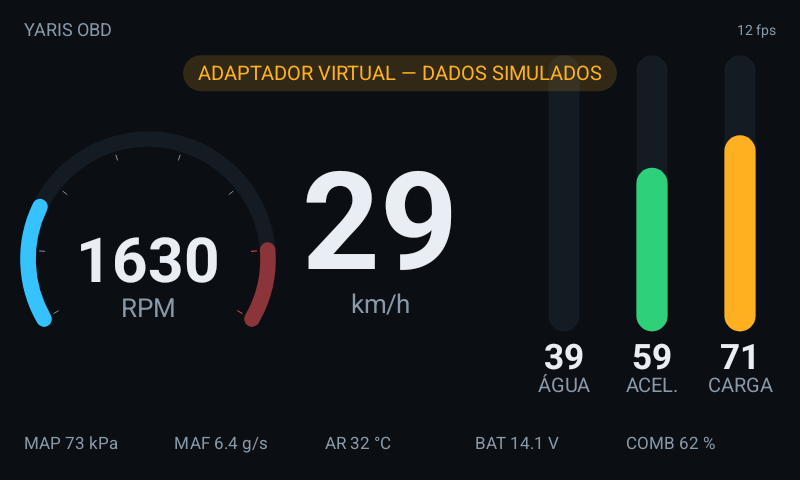 YARIS OBD
12 fps
ADAPTADOR VIRTUAL — DADOS SIMULADOS
1630
RPM
29
km/h
39
ÁGUA
59
ACEL.
71
CARGA
MAP 73 kPa
MAF 6.4 g/s
AR 32 °C
BAT 14.1 V
COMB 62 %